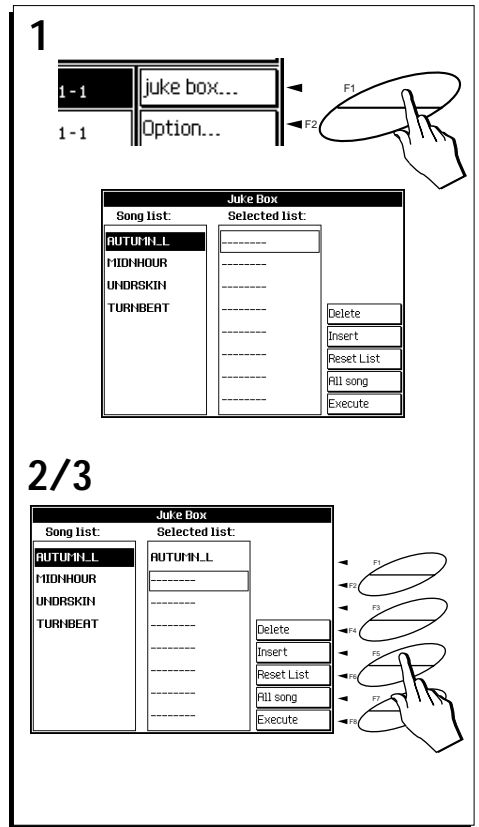 1
1-1 juke box... F1
1-1 Option... F2
Juke Box
Song list: Selected list:
AUTUMN_L --------
MIDNHOUR --------
UNDRSKIN --------
TURNBEAT -------- Delete
-------- Insert
-------- Reset List
-------- All song
-------- Execute
2/3
Juke Box
Song list: Selected list:
AUTUMN_L AUTUMN_L F1
MIDNHOUR -------- F2
UNDRSKIN -------- F3
TURNBEAT -------- Delete F4
-------- Insert F5
-------- Reset List F6
-------- All song F7
-------- Execute F8